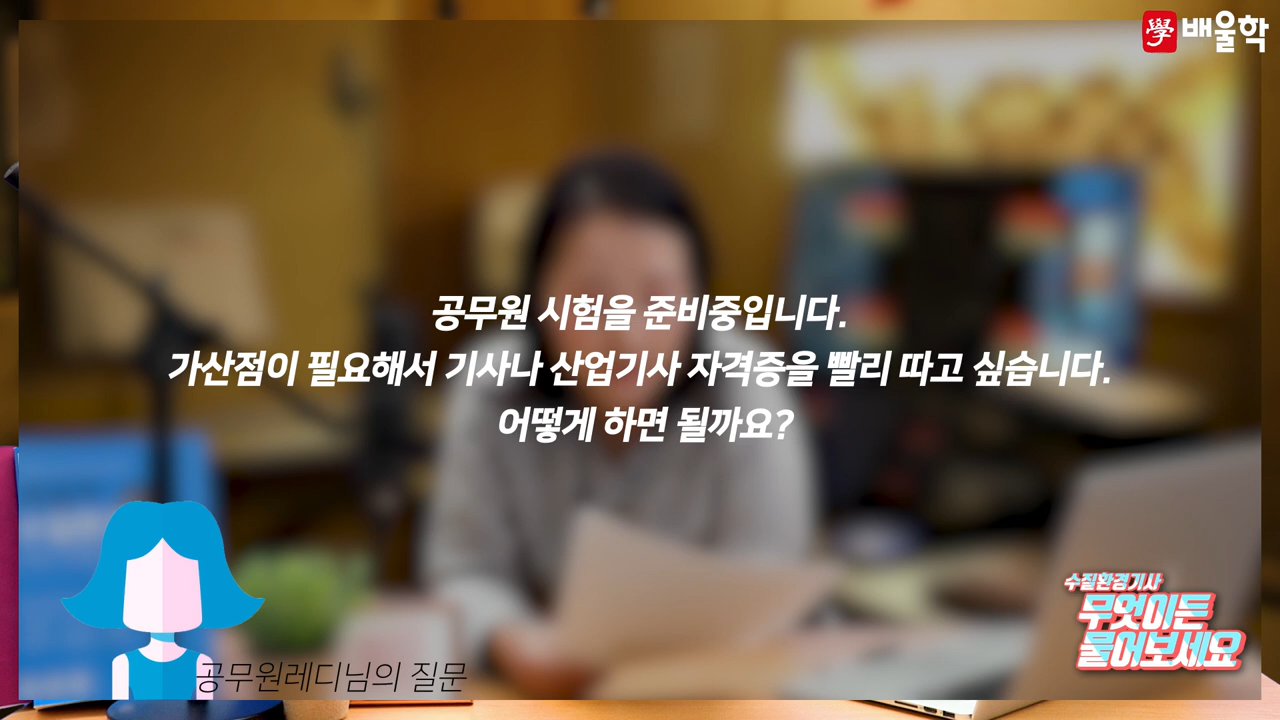 學 배울학
공무원 시험을 준비중입니다.
가산점이 필요해서 기사나 산업기사 자격증을 빨리 따고 싶습니다.
어떻게 하면 될까요?
공무원레디님의 질문
수질환경기사
무엇이든
물어보세요